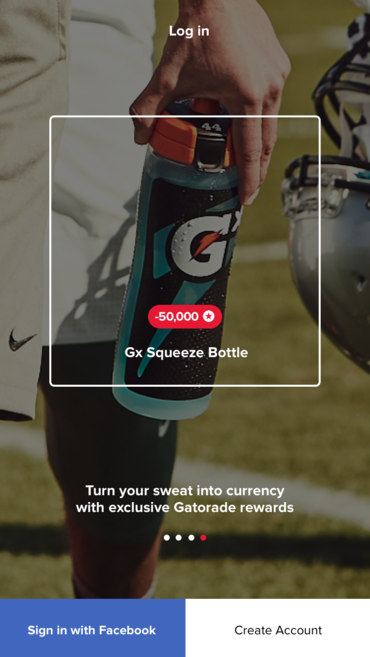 Log in
44
Gx
-50,000
Gx Squeeze Bottle
Turn your sweat into currency
with exclusive Gatorade rewards
Sign in with Facebook
Create Account